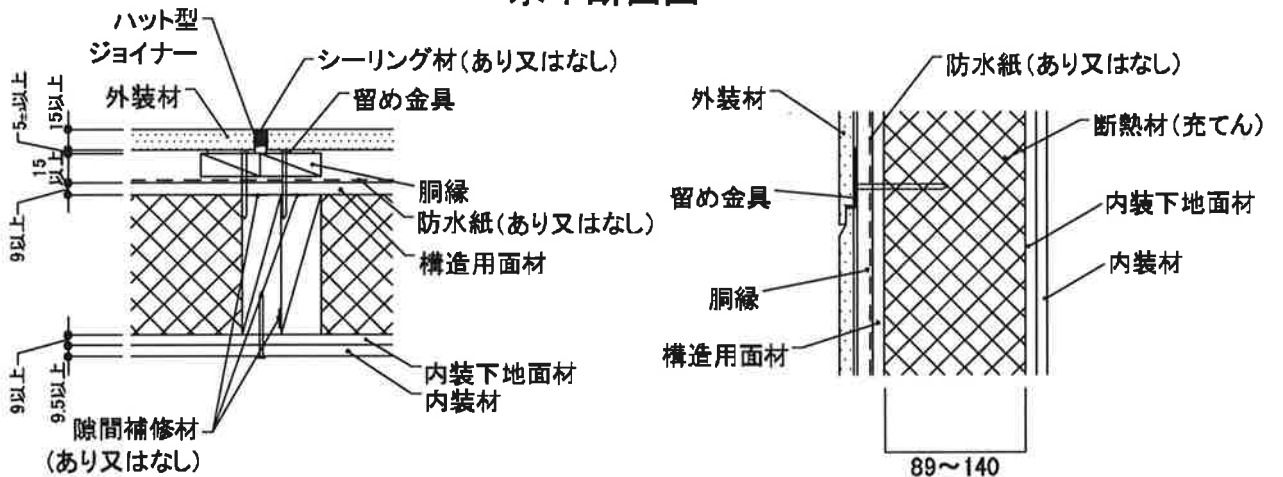 ハット型
ジョイナー
シーリング材(あり又はなし)
外装材
留め金具
5±以上
15以上
15
以上
9以上
胴縁
防水紙(あり又はなし)
構造用面材
内装下地面材
内装材
9以上
9.5以上
隙間補修材
(あり又はなし)
防水紙(あり又はなし)
外装材
断熱材(充てん)
留め金具
内装下地面材
内装材
胴縁
構造用面材
89〜140